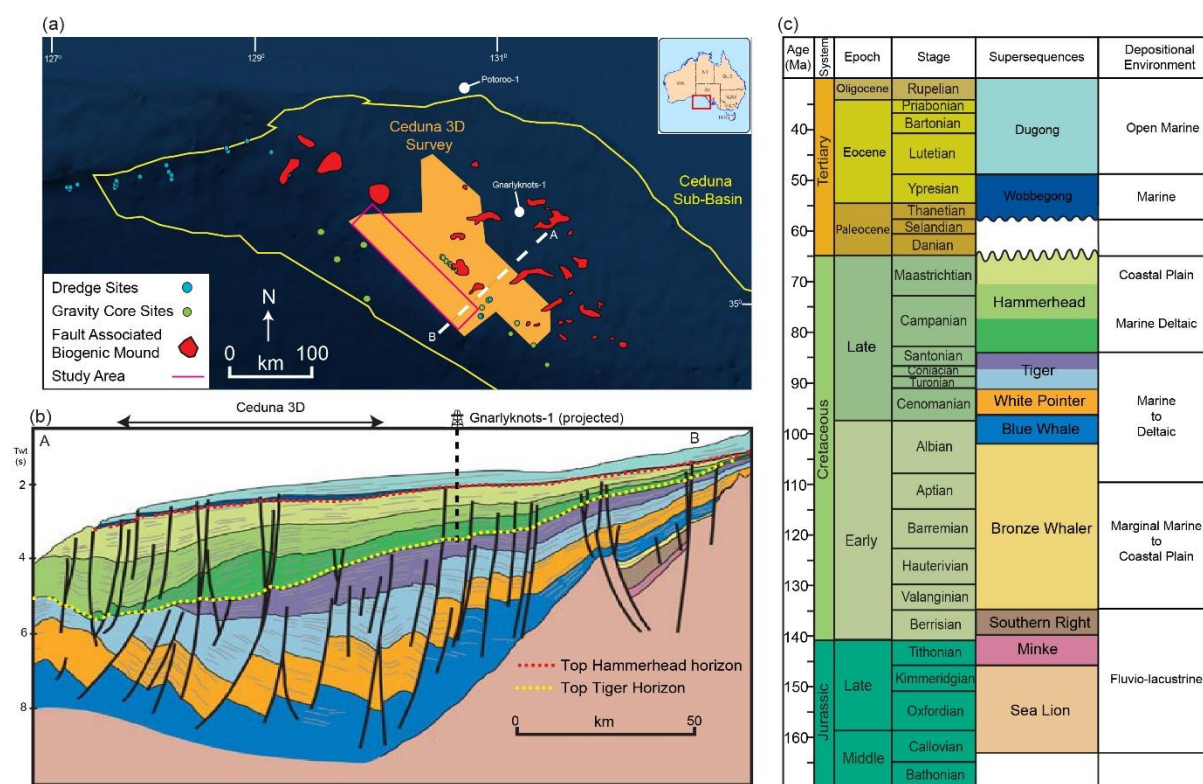 (a)
127°
129°
131°
Potoroo-1
Ceduna 3D
Survey
Gnarlyknots-1
Ceduna
Sub-Basin
A
B
35°
Dredge Sites
Gravity Core Sites
Fault Associated
Biogenic Mound
Study Area
N
0 100
km
(b)
Ceduna 3D
Gnarlyknots-1 (projected)
A
B
Twt
(s)
2
4
6
8
Top Hammerhead horizon
Top Tiger Horizon
km
0 50
(c)
Age
(Ma)
System
Epoch
Stage
Supersequences
Depositional
Environment
40
50
60
70
80
90
100
110
120
130
140
150
160
Tertiary
Cretaceous
Jurassic
Oligocene
Eocene
Paleocene
Late
Early
Late
Middle
Rupelian
Priabonian
Bartonian
Lutetian
Ypresian
Thanetian
Selandian
Danian
Maastrichtian
Campanian
Santonian
Coniacian
Turonian
Cenomanian
Albian
Aptian
Barremian
Hauterivian
Valanginian
Berrisian
Tithonian
Kimmeridgian
Oxfordian
Callovian
Bathonian
Dugong
Wobbegong
Hammerhead
Tiger
White Pointer
Blue Whale
Bronze Whaler
Southern Right
Minke
Sea Lion
Open Marine
Marine
Coastal Plain
Marine Deltaic
Marine
to
Deltaic
Marginal Marine
to
Coastal Plain
Fluvio-lacustrine